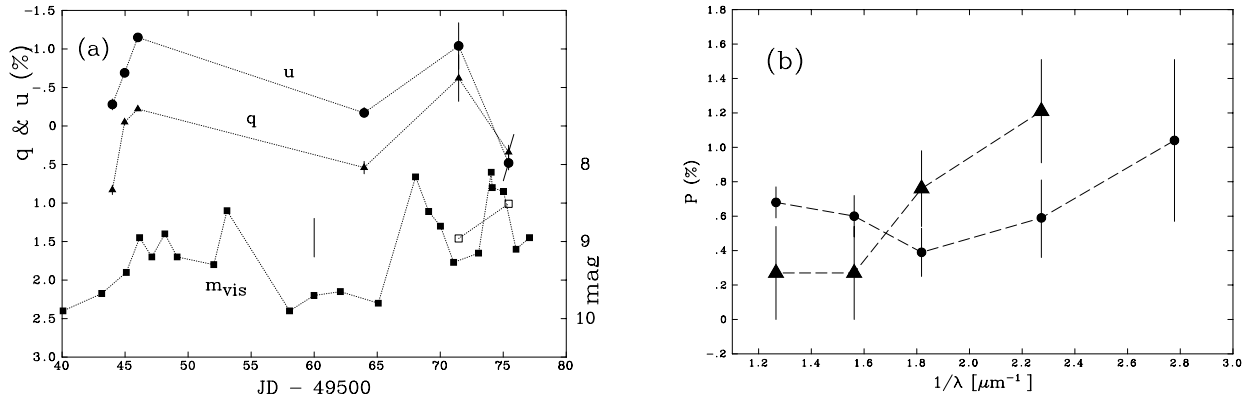 (a)
q & u (%)
-1.5
-1.0
-.5
0
.5
1.0
1.5
2.0
2.5
3.0
u
q
m_vis
8
9
10
mag
40 45 50 55 60 65 70 75 80
JD – 49500
(b)
P (%)
1.8
1.6
1.4
1.2
1.0
.8
.6
.4
.2
0
-.2
1.2 1.4 1.6 1.8 2.0 2.2 2.4 2.6 2.8 3.0
1/λ [μm⁻¹]